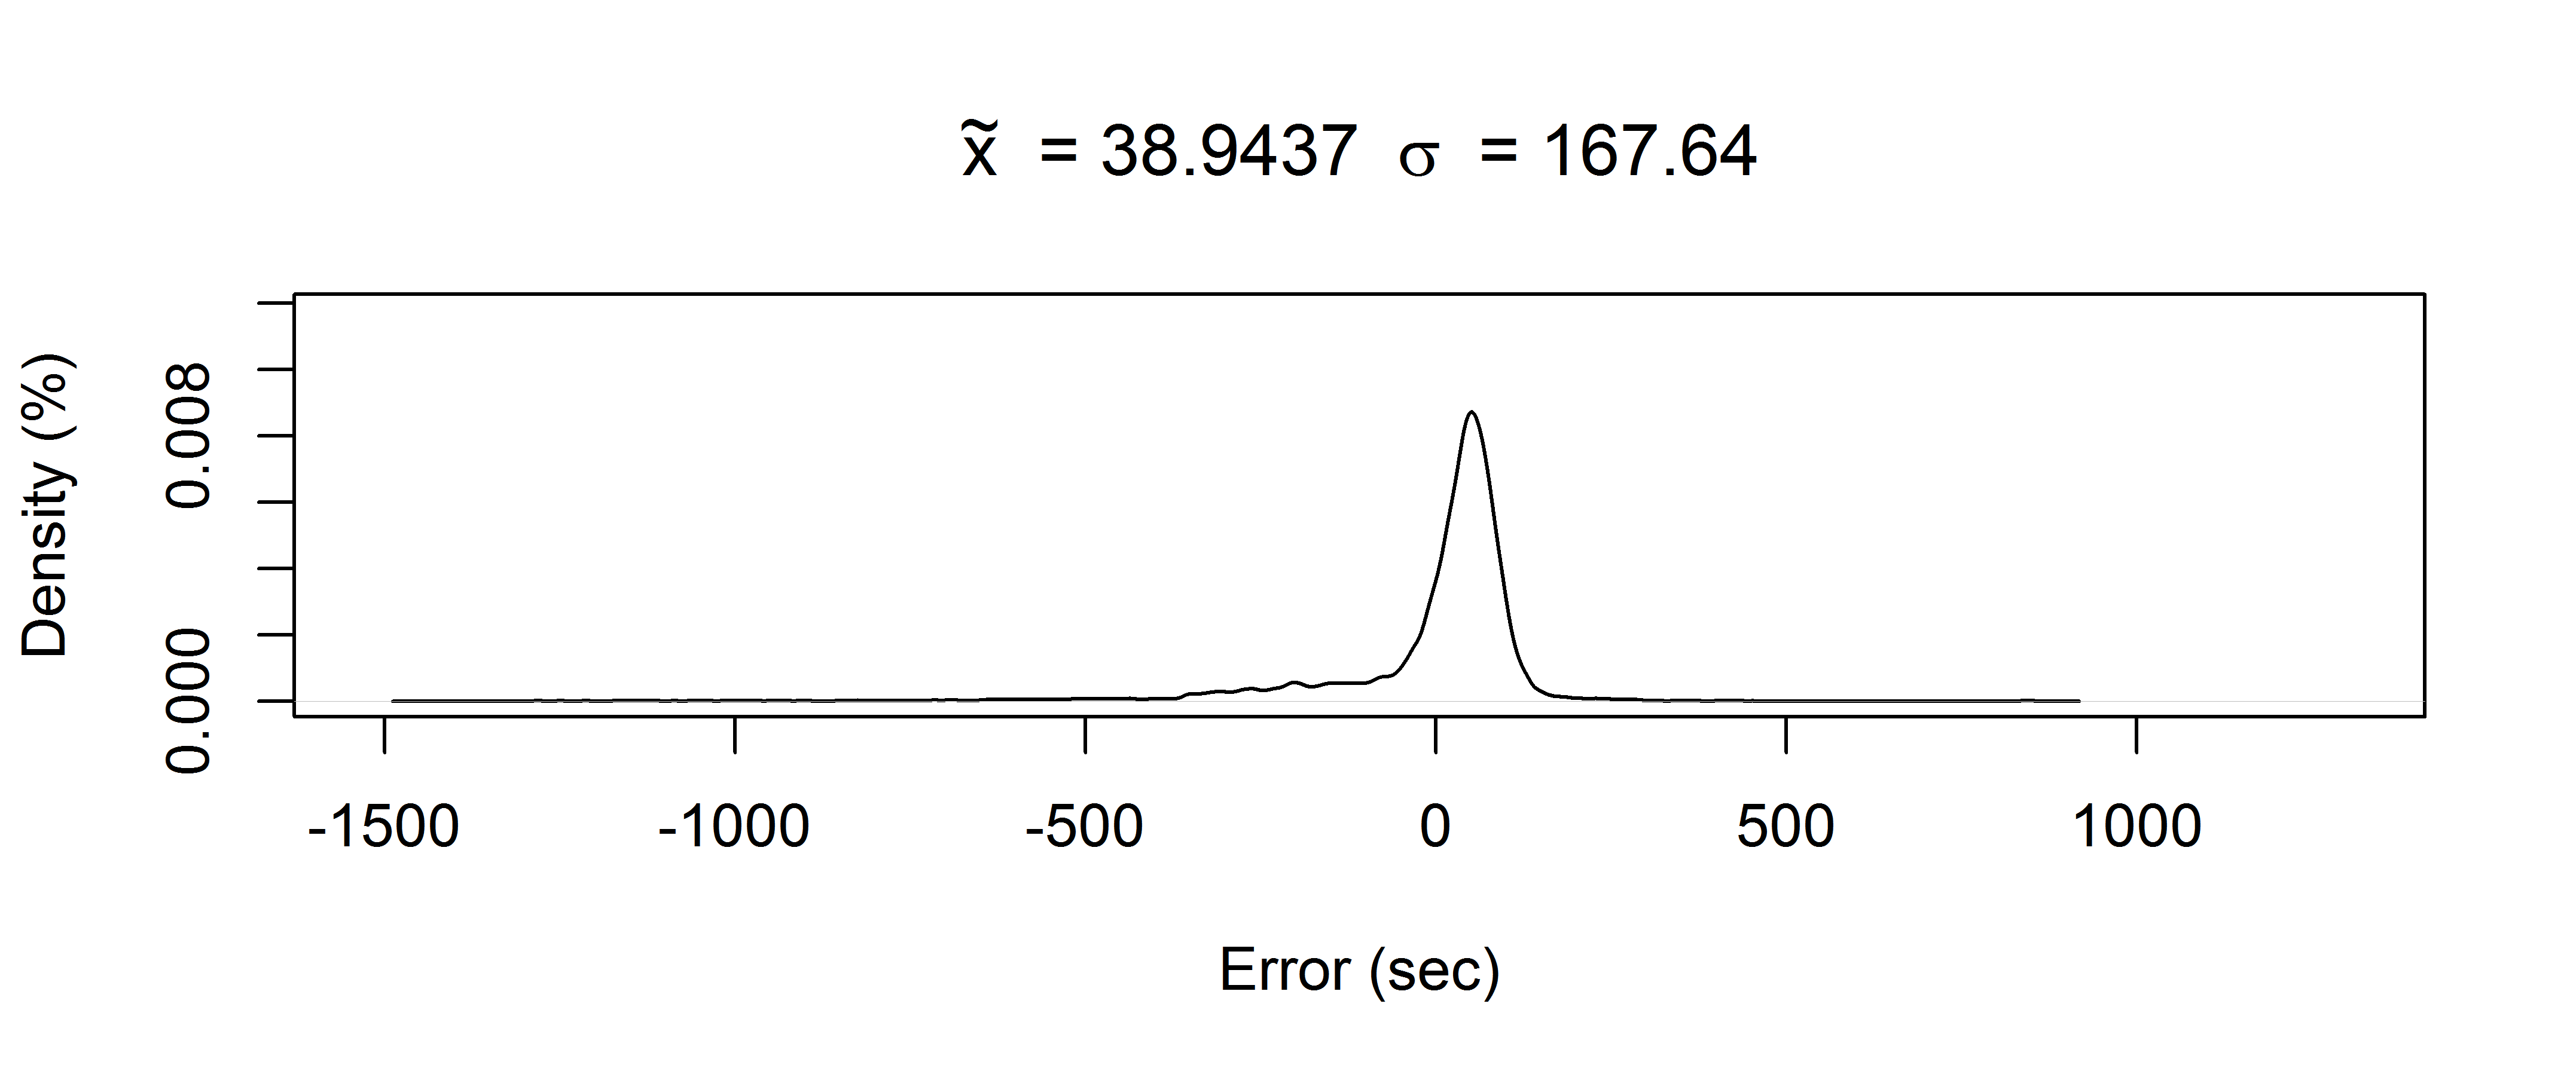 x̃ = 38.9437 σ = 167.64
Density (%)
0.008
0.000
-1500 -1000 -500 0 500 1000
Error (sec)